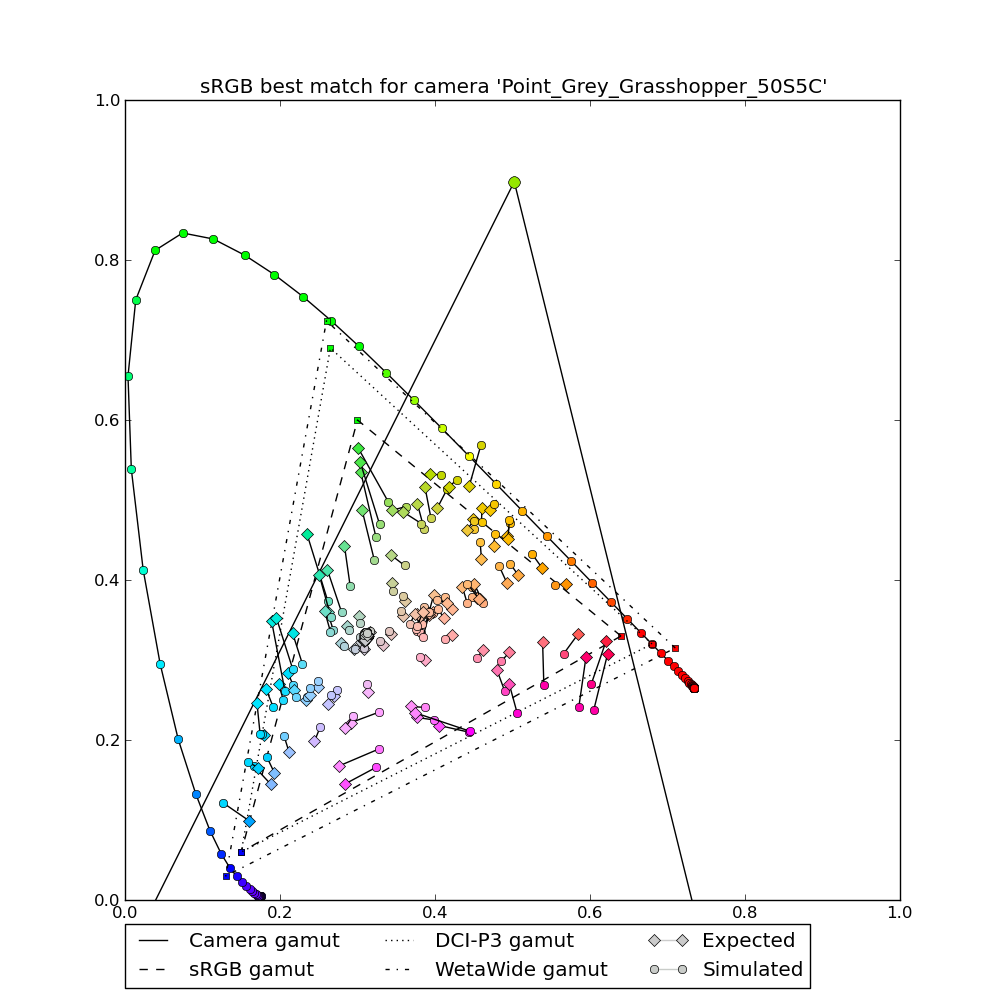 sRGB best match for camera 'Point_Grey_Grasshopper_50S5C'
1.0
0.8
0.6
0.4
0.2
0.0
0.0 0.2 0.4 0.6 0.8 1.0
Camera gamut DCI-P3 gamut Expected
sRGB gamut WetaWide gamut Simulated